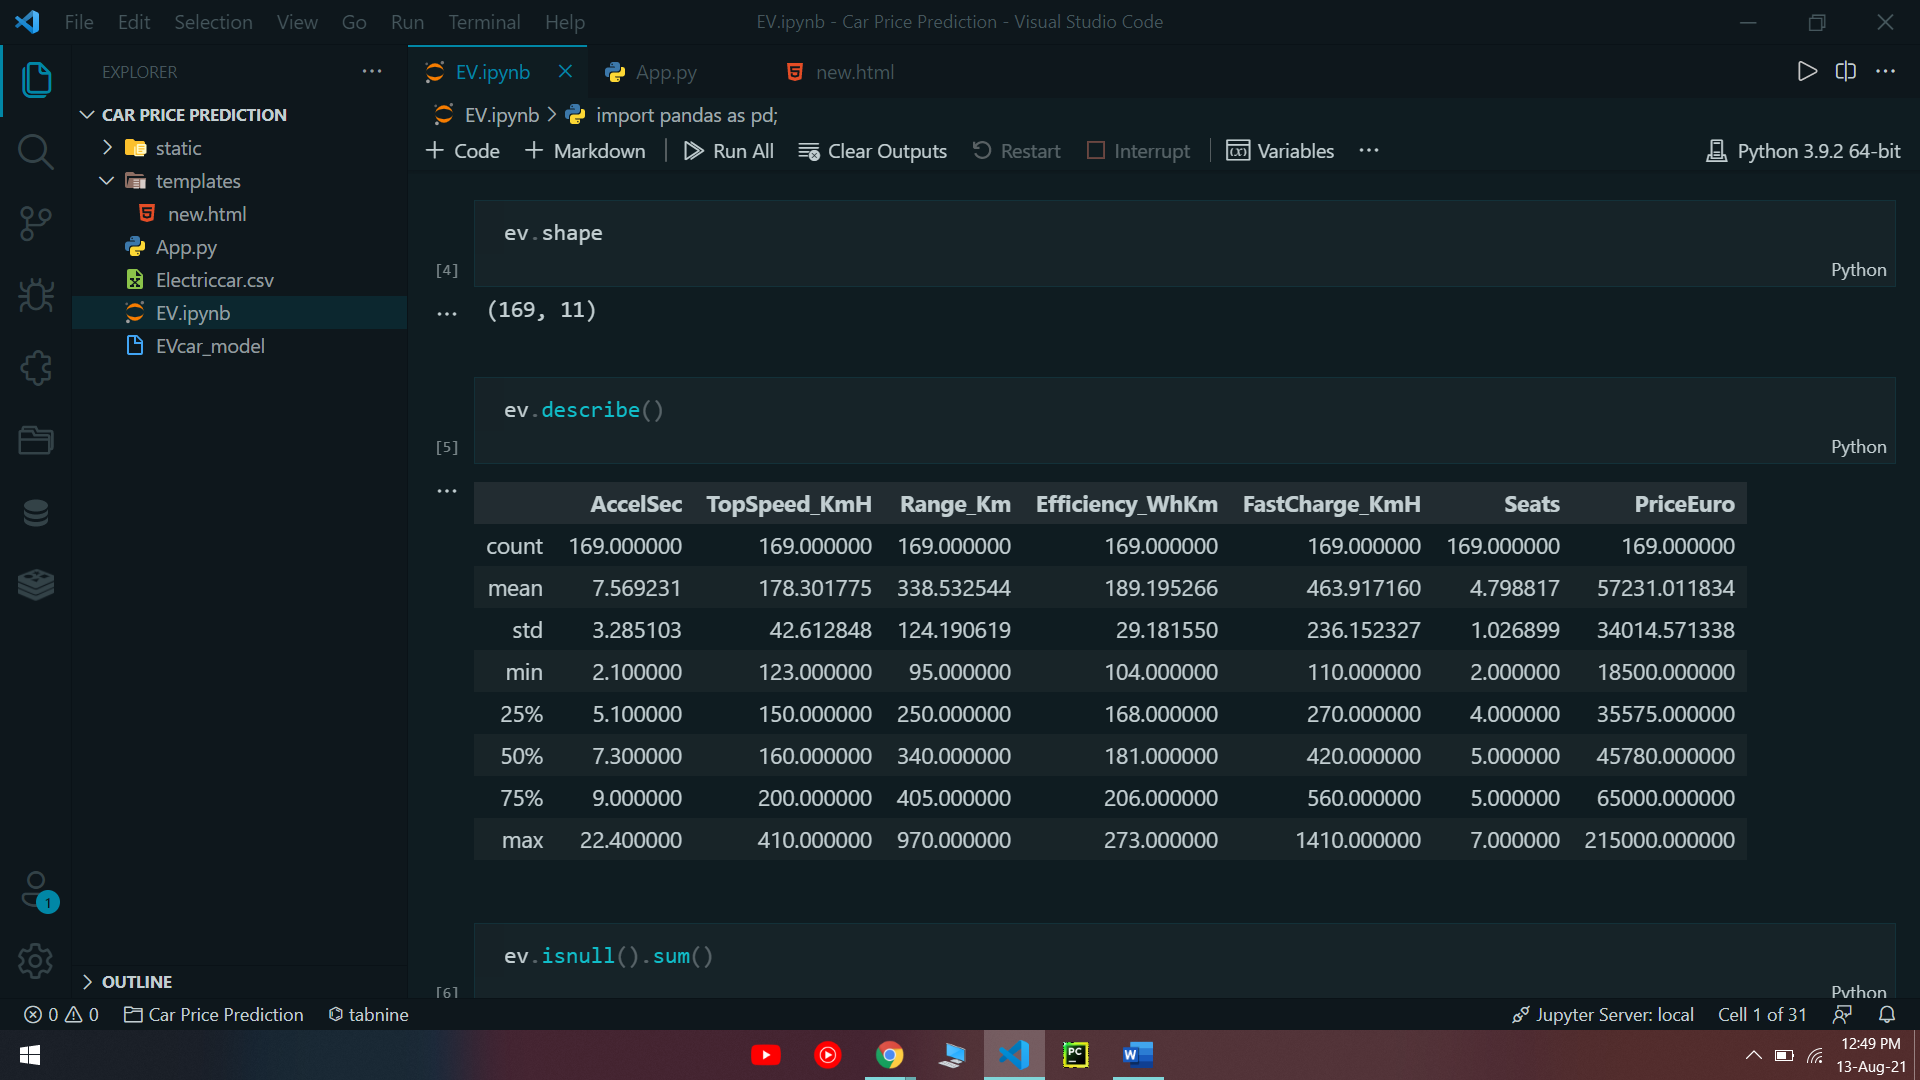 File Edit Selection View Go Run Terminal Help
EV.ipynb - Car Price Prediction - Visual Studio Code
EXPLORER
CAR PRICE PREDICTION
static
templates
new.html
App.py
Electriccar.csv
EV.ipynb
EVcar_model
OUTLINE
EV.ipynb App.py new.html
EV.ipynb > import pandas as pd;
+ Code + Markdown Run All Clear Outputs Restart Interrupt Variables ... Python 3.9.2 64-bit
ev.shape
[4] Python
(169, 11)
ev.describe()
[5] Python
AccelSec TopSpeed_KmH Range_Km Efficiency_WhKm FastCharge_KmH Seats PriceEuro
count 169.000000 169.000000 169.000000 169.000000 169.000000 169.000000 169.000000
mean 7.569231 178.301775 338.532544 189.195266 463.917160 4.798817 57231.011834
std 3.285103 42.612848 124.190619 29.181550 236.152327 1.026899 34014.571338
min 2.100000 123.000000 95.000000 104.000000 110.000000 2.000000 18500.000000
25% 5.100000 150.000000 250.000000 168.000000 270.000000 4.000000 35575.000000
50% 7.300000 160.000000 340.000000 181.000000 420.000000 5.000000 45780.000000
75% 9.000000 200.000000 405.000000 206.000000 560.000000 5.000000 65000.000000
max 22.400000 410.000000 970.000000 273.000000 1410.000000 7.000000 215000.000000
ev.isnull().sum()
[6] Python
1
0 0 Car Price Prediction tabnine Jupyter Server: local Cell 1 of 31
PC W
12:49 PM
13-Aug-21